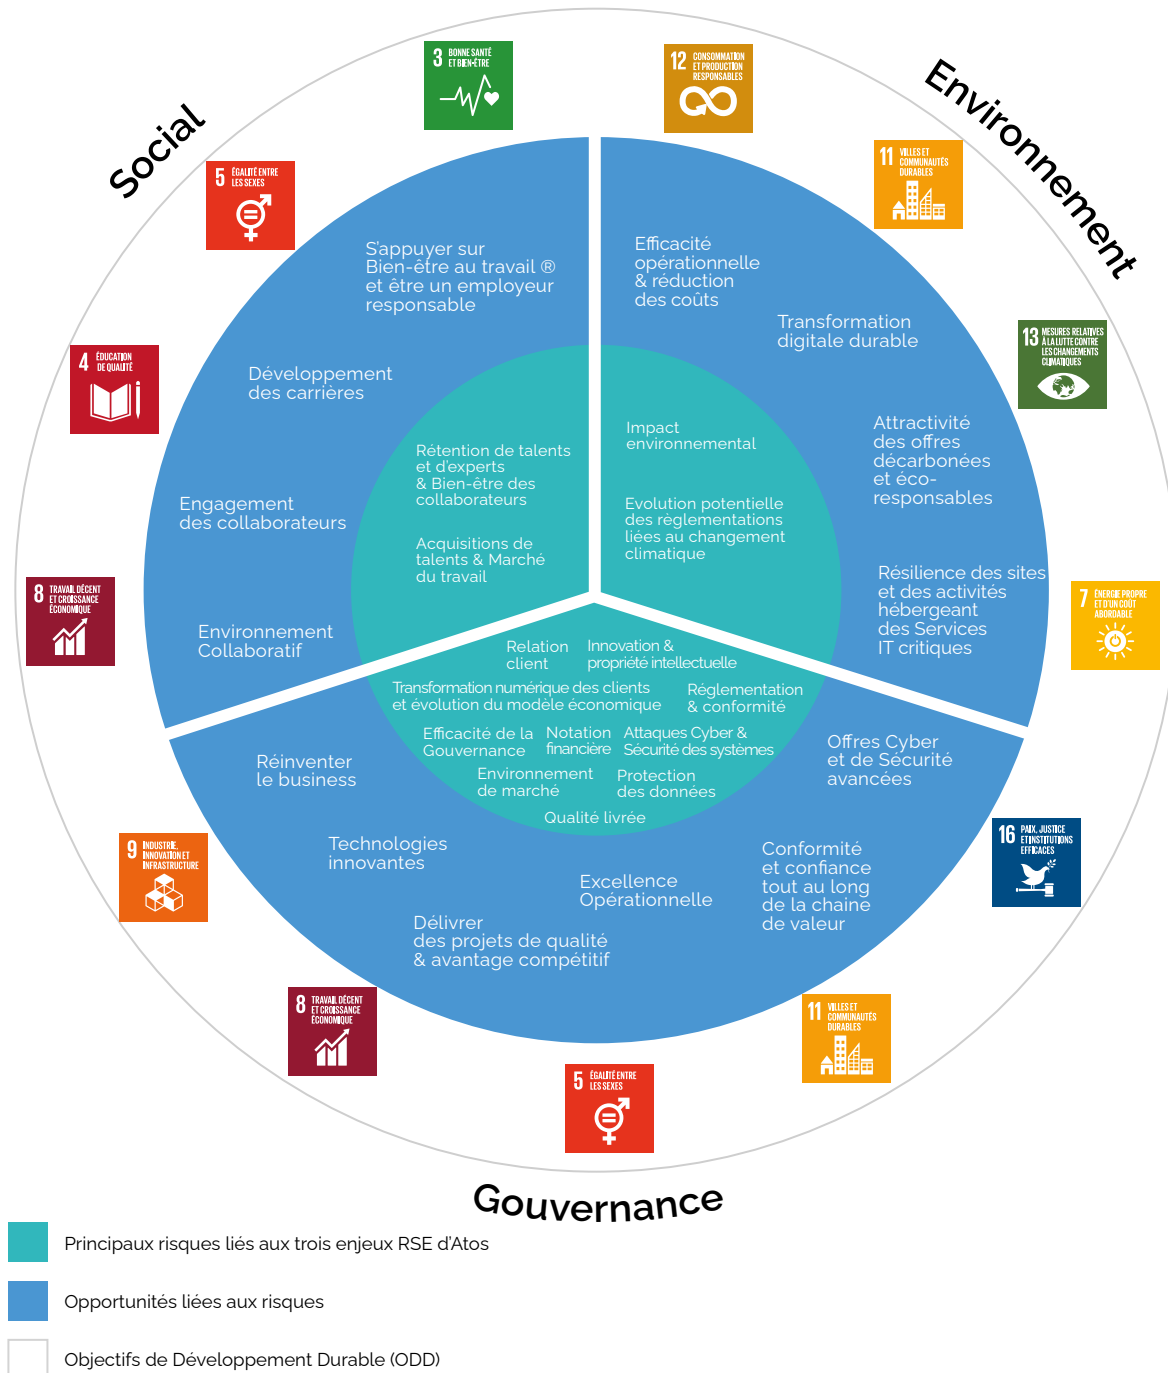 Social
Environnement
3 BONNE SANTÉ
ET BIEN-ÊTRE
12 CONSOMMATION
ET PRODUCTION
RESPONSABLES
5 ÉGALITÉ ENTRE
LES SEXES
11 VILLES ET
COMMUNAUTÉS
DURABLES
4 ÉDUCATION
DE QUALITÉ
13 MESURES RELATIVES
À LA LUTTE CONTRE
LES CHANGEMENTS
CLIMATIQUES
8 TRAVAIL DÉCENT
ET CROISSANCE
ÉCONOMIQUE
7 ÉNERGIE PROPRE
ET D'UN COÛT
ABORDABLE
S'appuyer sur
Bien-être au travail ®
et être un employeur
responsable
Développement
des carrières
Engagement
des collaborateurs
Environnement
Collaboratif
Efficacité
opérationnelle
& réduction
des coûts
Transformation
digitale durable
Attractivité
des offres
décarbonées
et éco-
responsables
Résilience des sites
et des activités
hébergeant
des Services
IT critiques
Rétention de talents
et d'experts
& Bien-être des
collaborateurs
Acquisitions de
talents & Marché
du travail
Impact
environnemental
Evolution potentielle
des règlementations
liées au changement
climatique
Relation
client
Innovation &
propriété intellectuelle
Transformation numérique des clients
et évolution du modèle économique
Réglementation
& conformité
Efficacité de la
Gouvernance
Notation
financière
Attaques Cyber &
Sécurité des systèmes
Environnement
de marché
Protection
des données
Qualité livrée
Réinventer
le business
Technologies
innovantes
Délivrer
des projets de qualité
& avantage compétitif
Excellence
Opérationnelle
Conformité
et confiance
tout au long
de la chaine
de valeur
Offres Cyber
et de Sécurité
avancées
9 INDUSTRIE,
INNOVATION ET
INFRASTRUCTURE
16 PAIX, JUSTICE
ET INSTITUTIONS
EFFICACES
8 TRAVAIL DÉCENT
ET CROISSANCE
ÉCONOMIQUE
11 VILLES ET
COMMUNAUTÉS
DURABLES
5 ÉGALITÉ ENTRE
LES SEXES
Gouvernance
Principaux risques liés aux trois enjeux RSE d'Atos
Opportunités liées aux risques
Objectifs de Développement Durable (ODD)